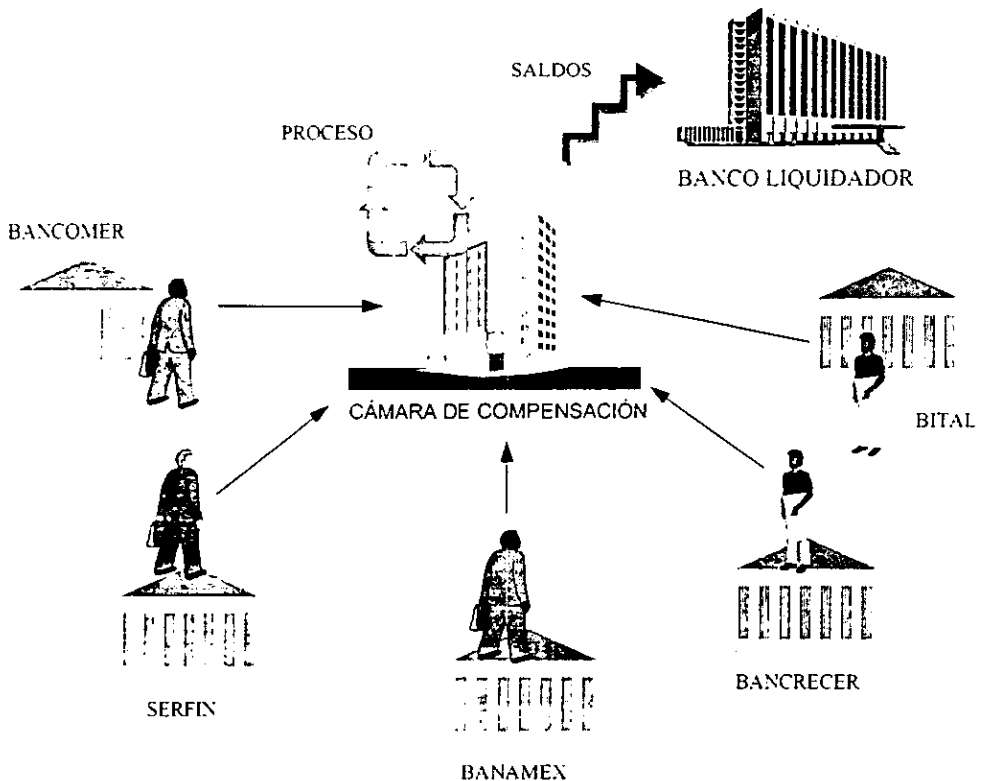 SALDOS
PROCESO
BANCO LIQUIDADOR
BANCOMER
CÁMARA DE COMPENSACIÓN
BITAL
BANCRECER
SERFIN
BANAMEX